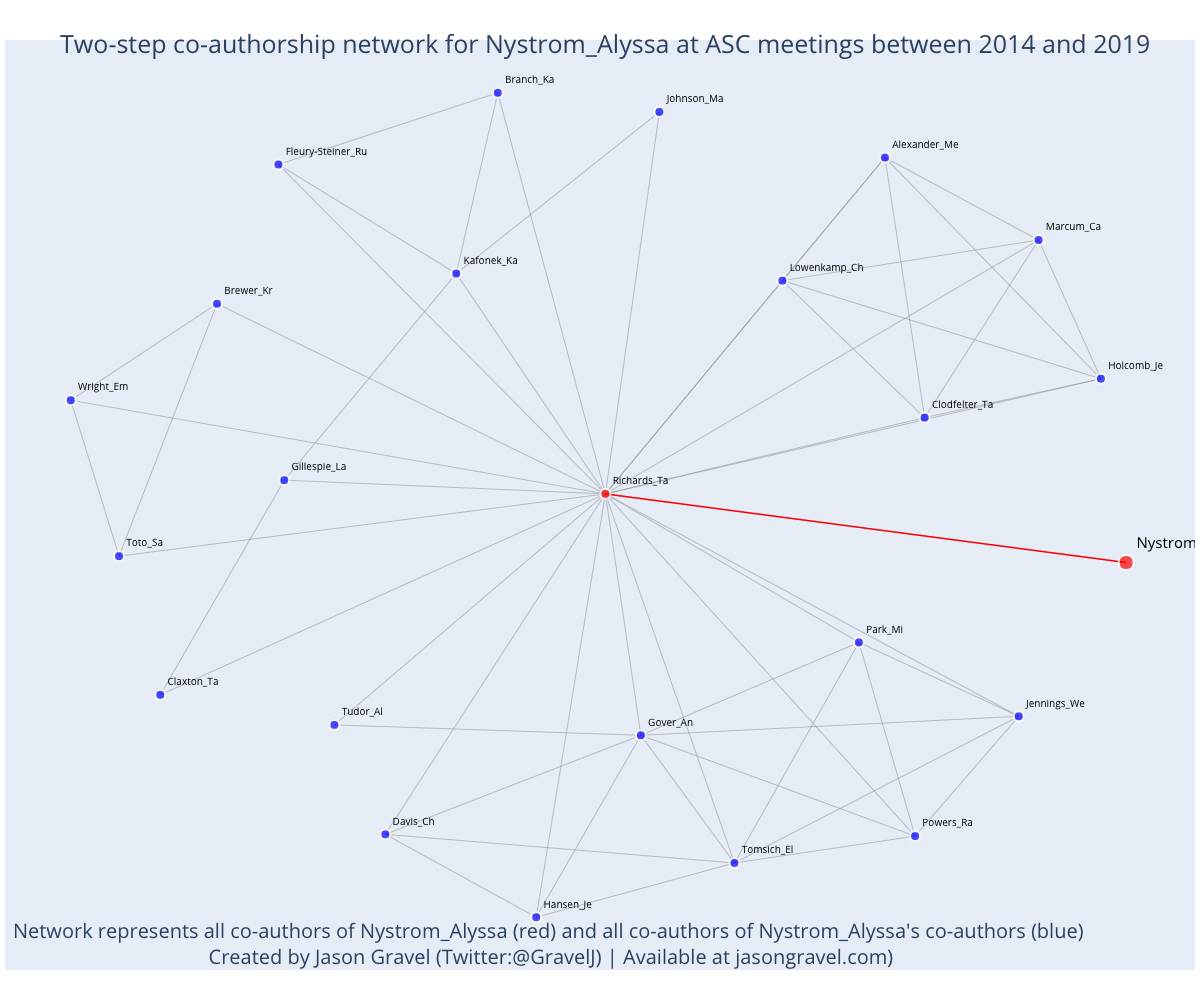 Two-step co-authorship network for Nystrom_Alyssa at ASC meetings between 2014 and 2019
Branch_Ka
Johnson_Ma
Alexander_Me
Fleury-Steiner_Ru
Marcum_Ca
Kafonek_Ka
Lowenkamp_Ch
Brewer_Kr
Holcomb_Je
Wright_Em
Clodfelter_Ta
Gillespie_La
Richards_Ta
Toto_Sa
Nystrom
Park_Mi
Claxton_Ta
Jennings_We
Tudor_Al
Gover_An
Davis_Ch
Powers_Ra
Tomsich_El
Hansen_Je
Network represents all co-authors of Nystrom_Alyssa (red) and all co-authors of Nystrom_Alyssa's co-authors (blue)
Created by Jason Gravel (Twitter:@GravelJ) | Available at jasongravel.com)